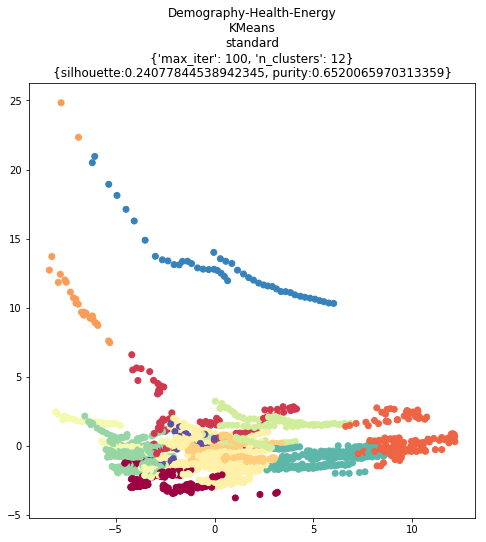 Demography-Health-Energy
KMeans
standard
{'max_iter': 100, 'n_clusters': 12}
{silhouette:0.24077844538942345, purity:0.6520065970313359}
25
20
15
10
5
0
−5
−5
0
5
10